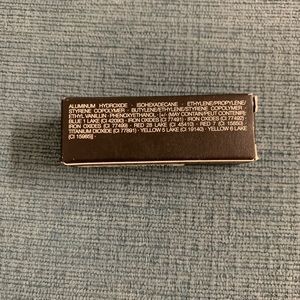 ALUMINUM HYDROXIDE · ISOHEXADECANE · ETHYLENE/PROPYLENE/
STYRENE COPOLYMER · BUTYLENE/ETHYLENE/STYRENE COPOLYMER ·
ETHYL VANILLIN · PHENOXYETHANOL · [+/- (MAY CONTAIN/PEUT CONTENIR):
BLUE 1 LAKE (CI 42090) · IRON OXIDES (CI 77491) · IRON OXIDES (CI 77492) ·
IRON OXIDES (CI 77499) · RED 28 LAKE (CI 45410) · RED 7 (CI 15850) ·
TITANIUM DIOXIDE (CI 77891) · YELLOW 5 LAKE (CI 19140) · YELLOW 6 LAKE
(CI 15985)] ·